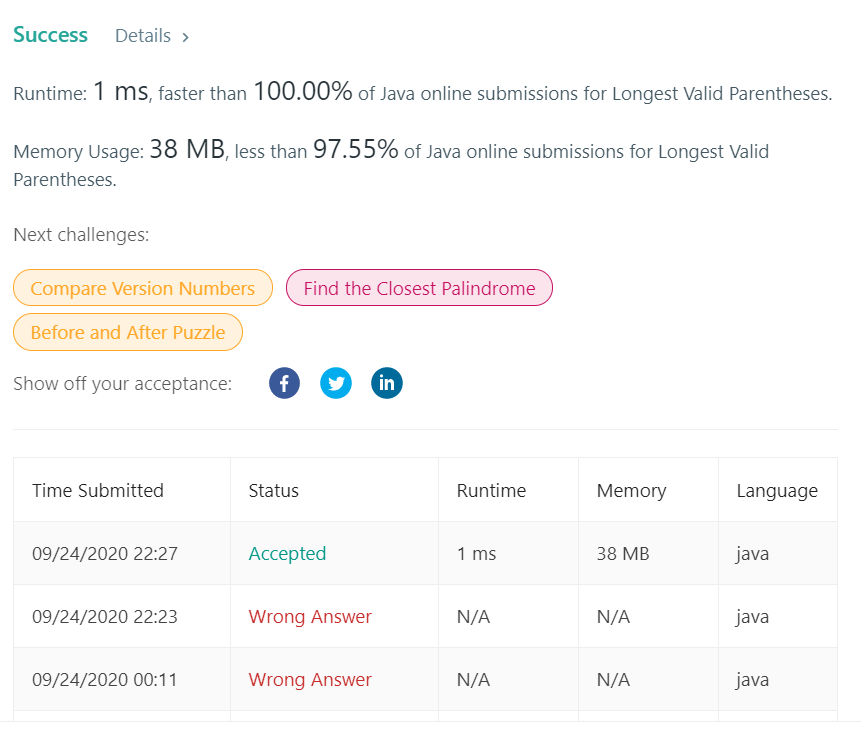 Success Details >
Runtime: 1 ms, faster than 100.00% of Java online submissions for Longest Valid Parentheses.
Memory Usage: 38 MB, less than 97.55% of Java online submissions for Longest Valid
Parentheses.
Next challenges:
Compare Version Numbers Find the Closest Palindrome
Before and After Puzzle
Show off your acceptance: f in
Time Submitted Status Runtime Memory Language
09/24/2020 22:27 Accepted 1 ms 38 MB java
09/24/2020 22:23 Wrong Answer N/A N/A java
09/24/2020 00:11 Wrong Answer N/A N/A java